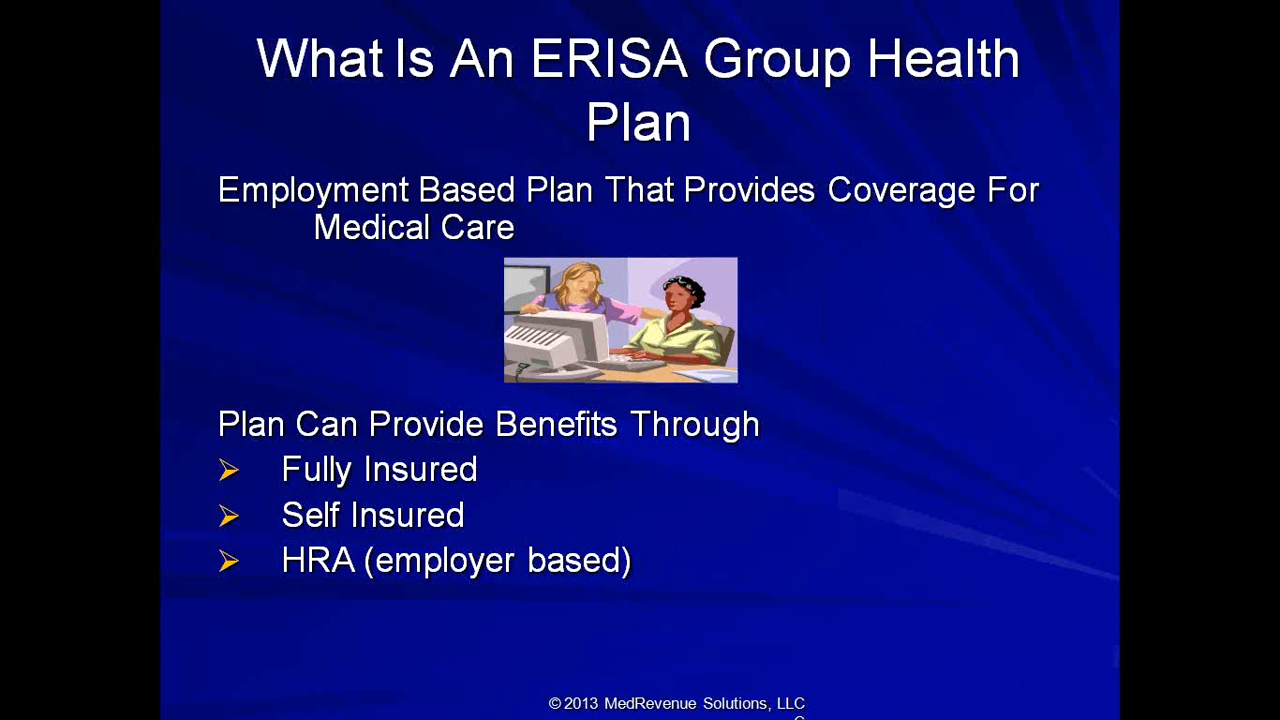 What Is An ERISA Group Health
Plan
Employment Based Plan That Provides Coverage For
Medical Care
Plan Can Provide Benefits Through
➢ Fully Insured
➢ Self Insured
➢ HRA (employer based)
© 2013 MedRevenue Solutions, LLC